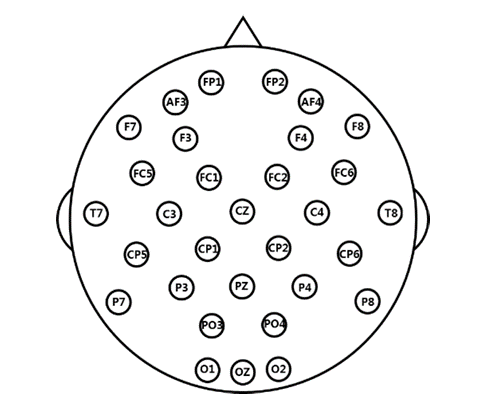 FP1 FP2
AF3 AF4
F7 F8
F3 F4
FC5 FC1 FC2 FC6
T7 C3 CZ C4 T8
CP5 CP1 CP2 CP6
P3 PZ P4
P7 P8
PO3 PO4
O1 OZ O2